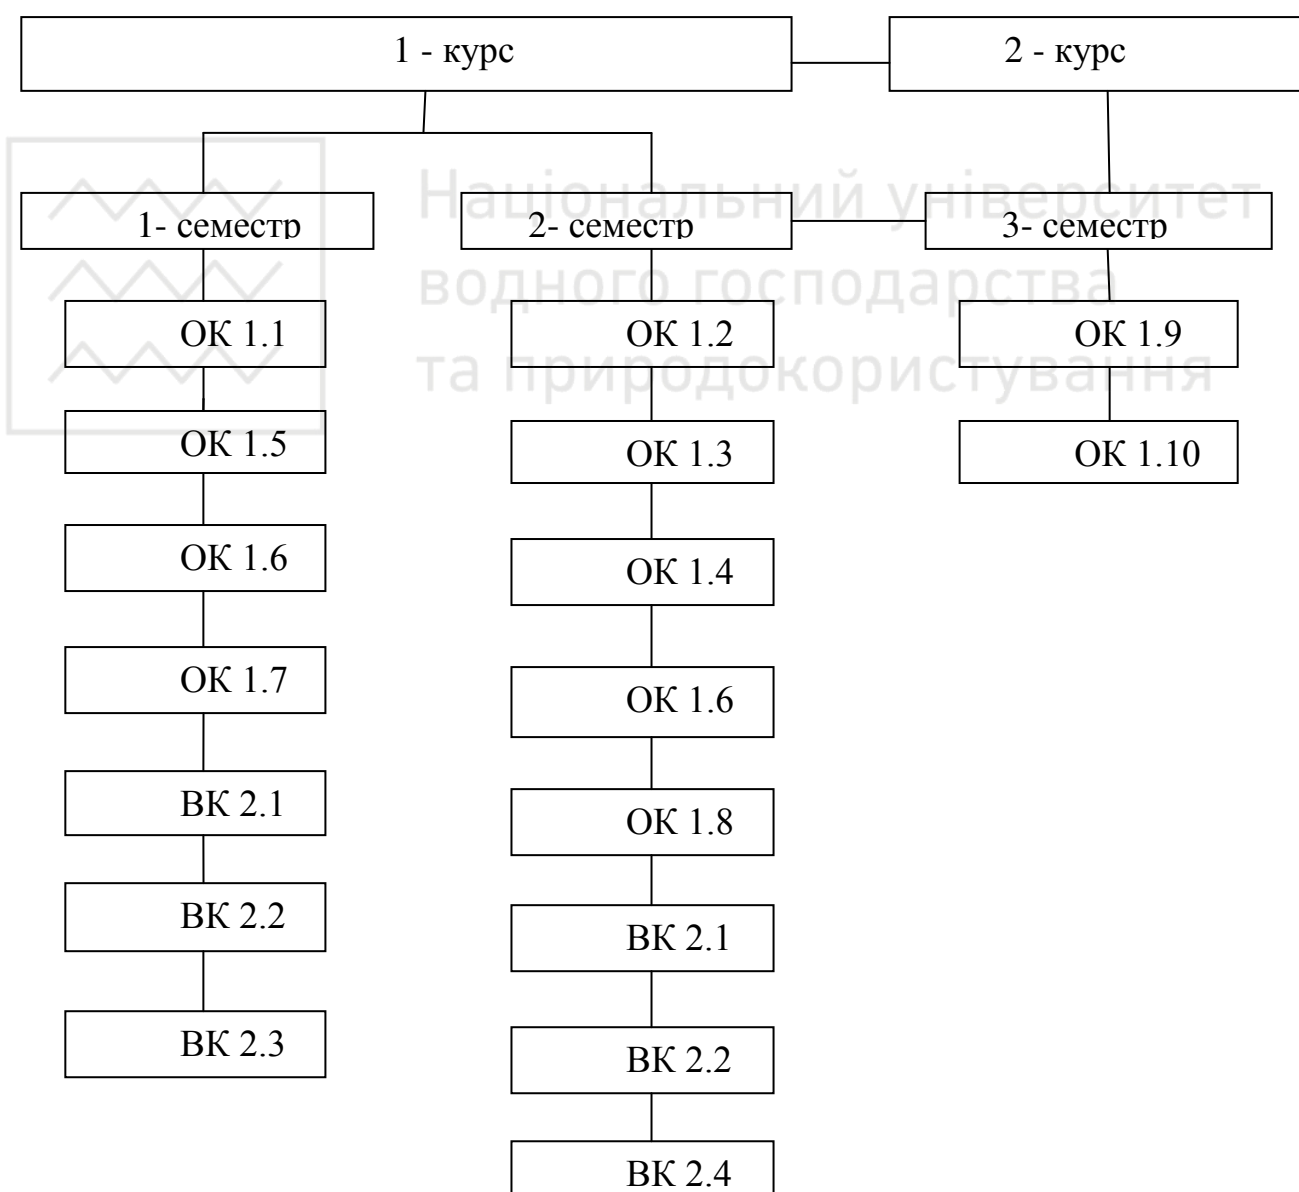 1 - курс
2 - курс
Національний університет
водного господарства
та природокористування
1- семестр
2- семестр
3- семестр
ОК 1.1
ОК 1.2
ОК 1.9
ОК 1.5
ОК 1.3
ОК 1.10
ОК 1.6
ОК 1.4
ОК 1.7
ОК 1.6
ВК 2.1
ОК 1.8
ВК 2.2
ВК 2.1
ВК 2.3
ВК 2.2
ВК 2.4